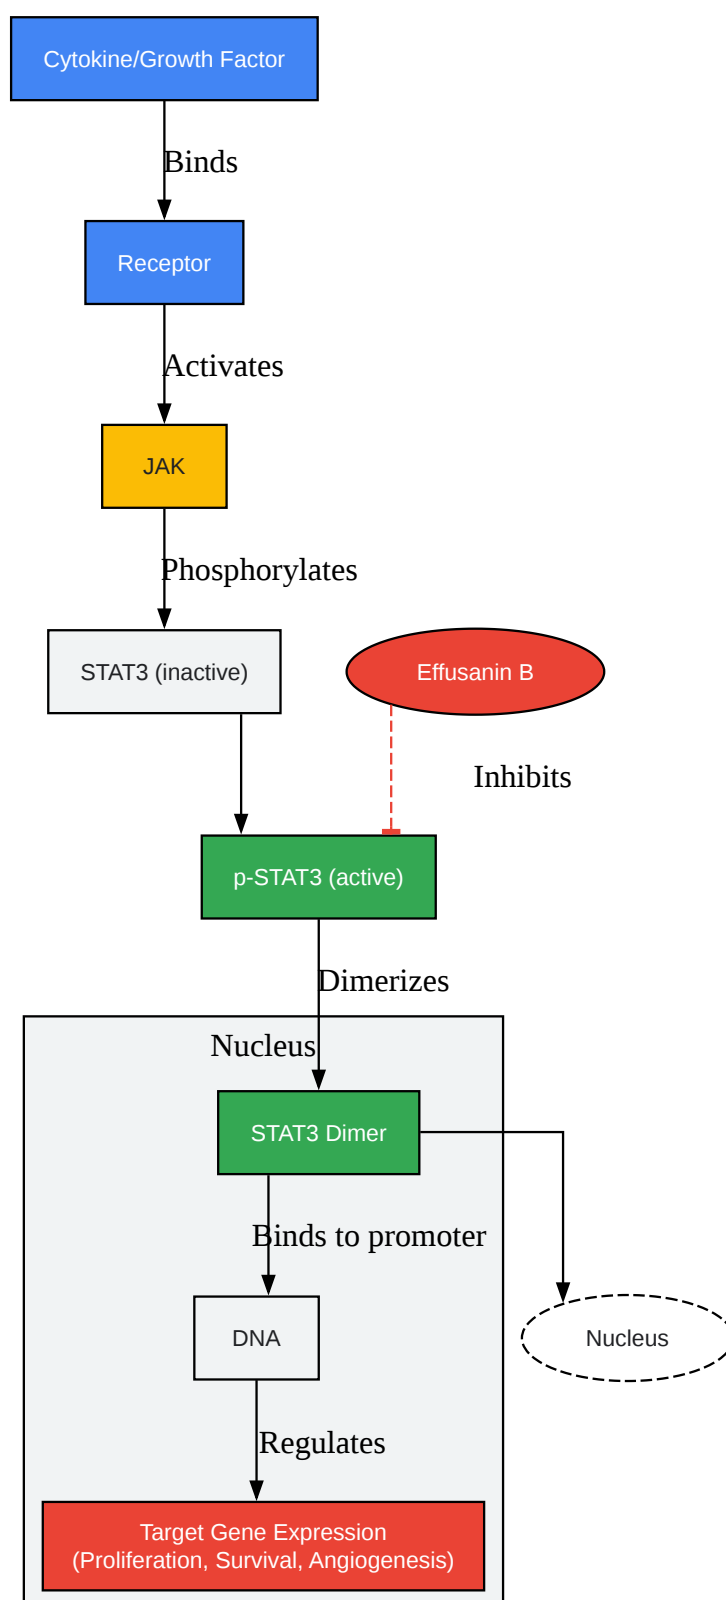 Cytokine/Growth Factor
Binds
Receptor
Activates
JAK
Phosphorylates
STAT3 (inactive)
Effusanin B
Inhibits
p-STAT3 (active)
Dimerizes
Nucleus
STAT3 Dimer
Binds to promoter
DNA
Nucleus
Regulates
Target Gene Expression
(Proliferation, Survival, Angiogenesis)